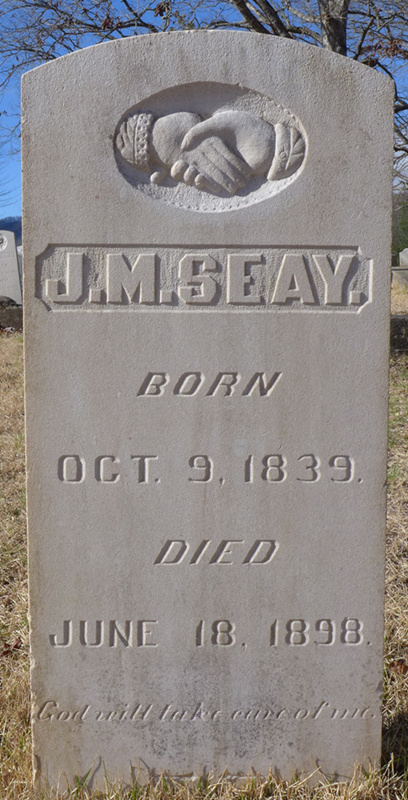 J.M.SEAY.
BORN
OCT. 9, 1839.
DIED
JUNE 18, 1898.
God will take care of me.